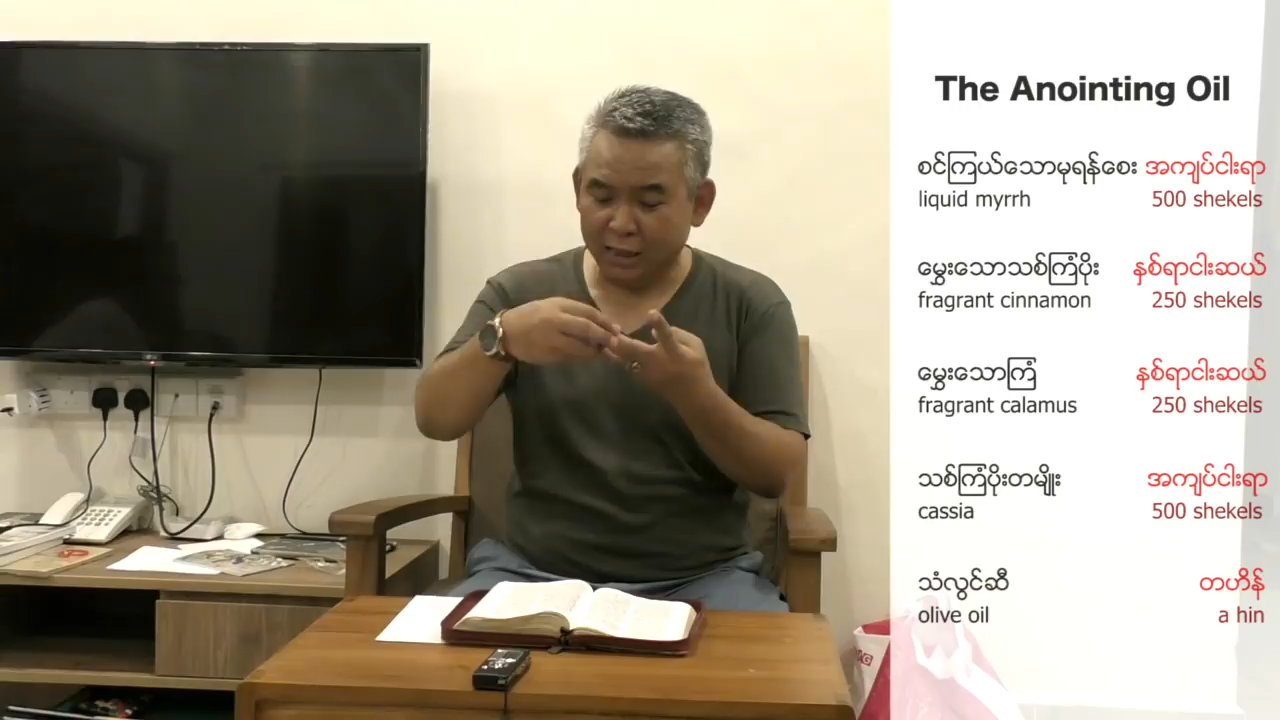 The Anointing Oil
စင်ကြယ်သောမုရန်စေး အကျပ်ငါးရာ
liquid myrrh 500 shekels
မွှေးသောသစ်ကြံပိုး နှစ်ရာငါးဆယ်
fragrant cinnamon 250 shekels
မွှေးသောကြံ နှစ်ရာငါးဆယ်
fragrant calamus 250 shekels
သစ်ကြံပိုးတမျိုး အကျပ်ငါးရာ
cassia 500 shekels
သံလွင်ဆီ တဟိန်
olive oil a hin